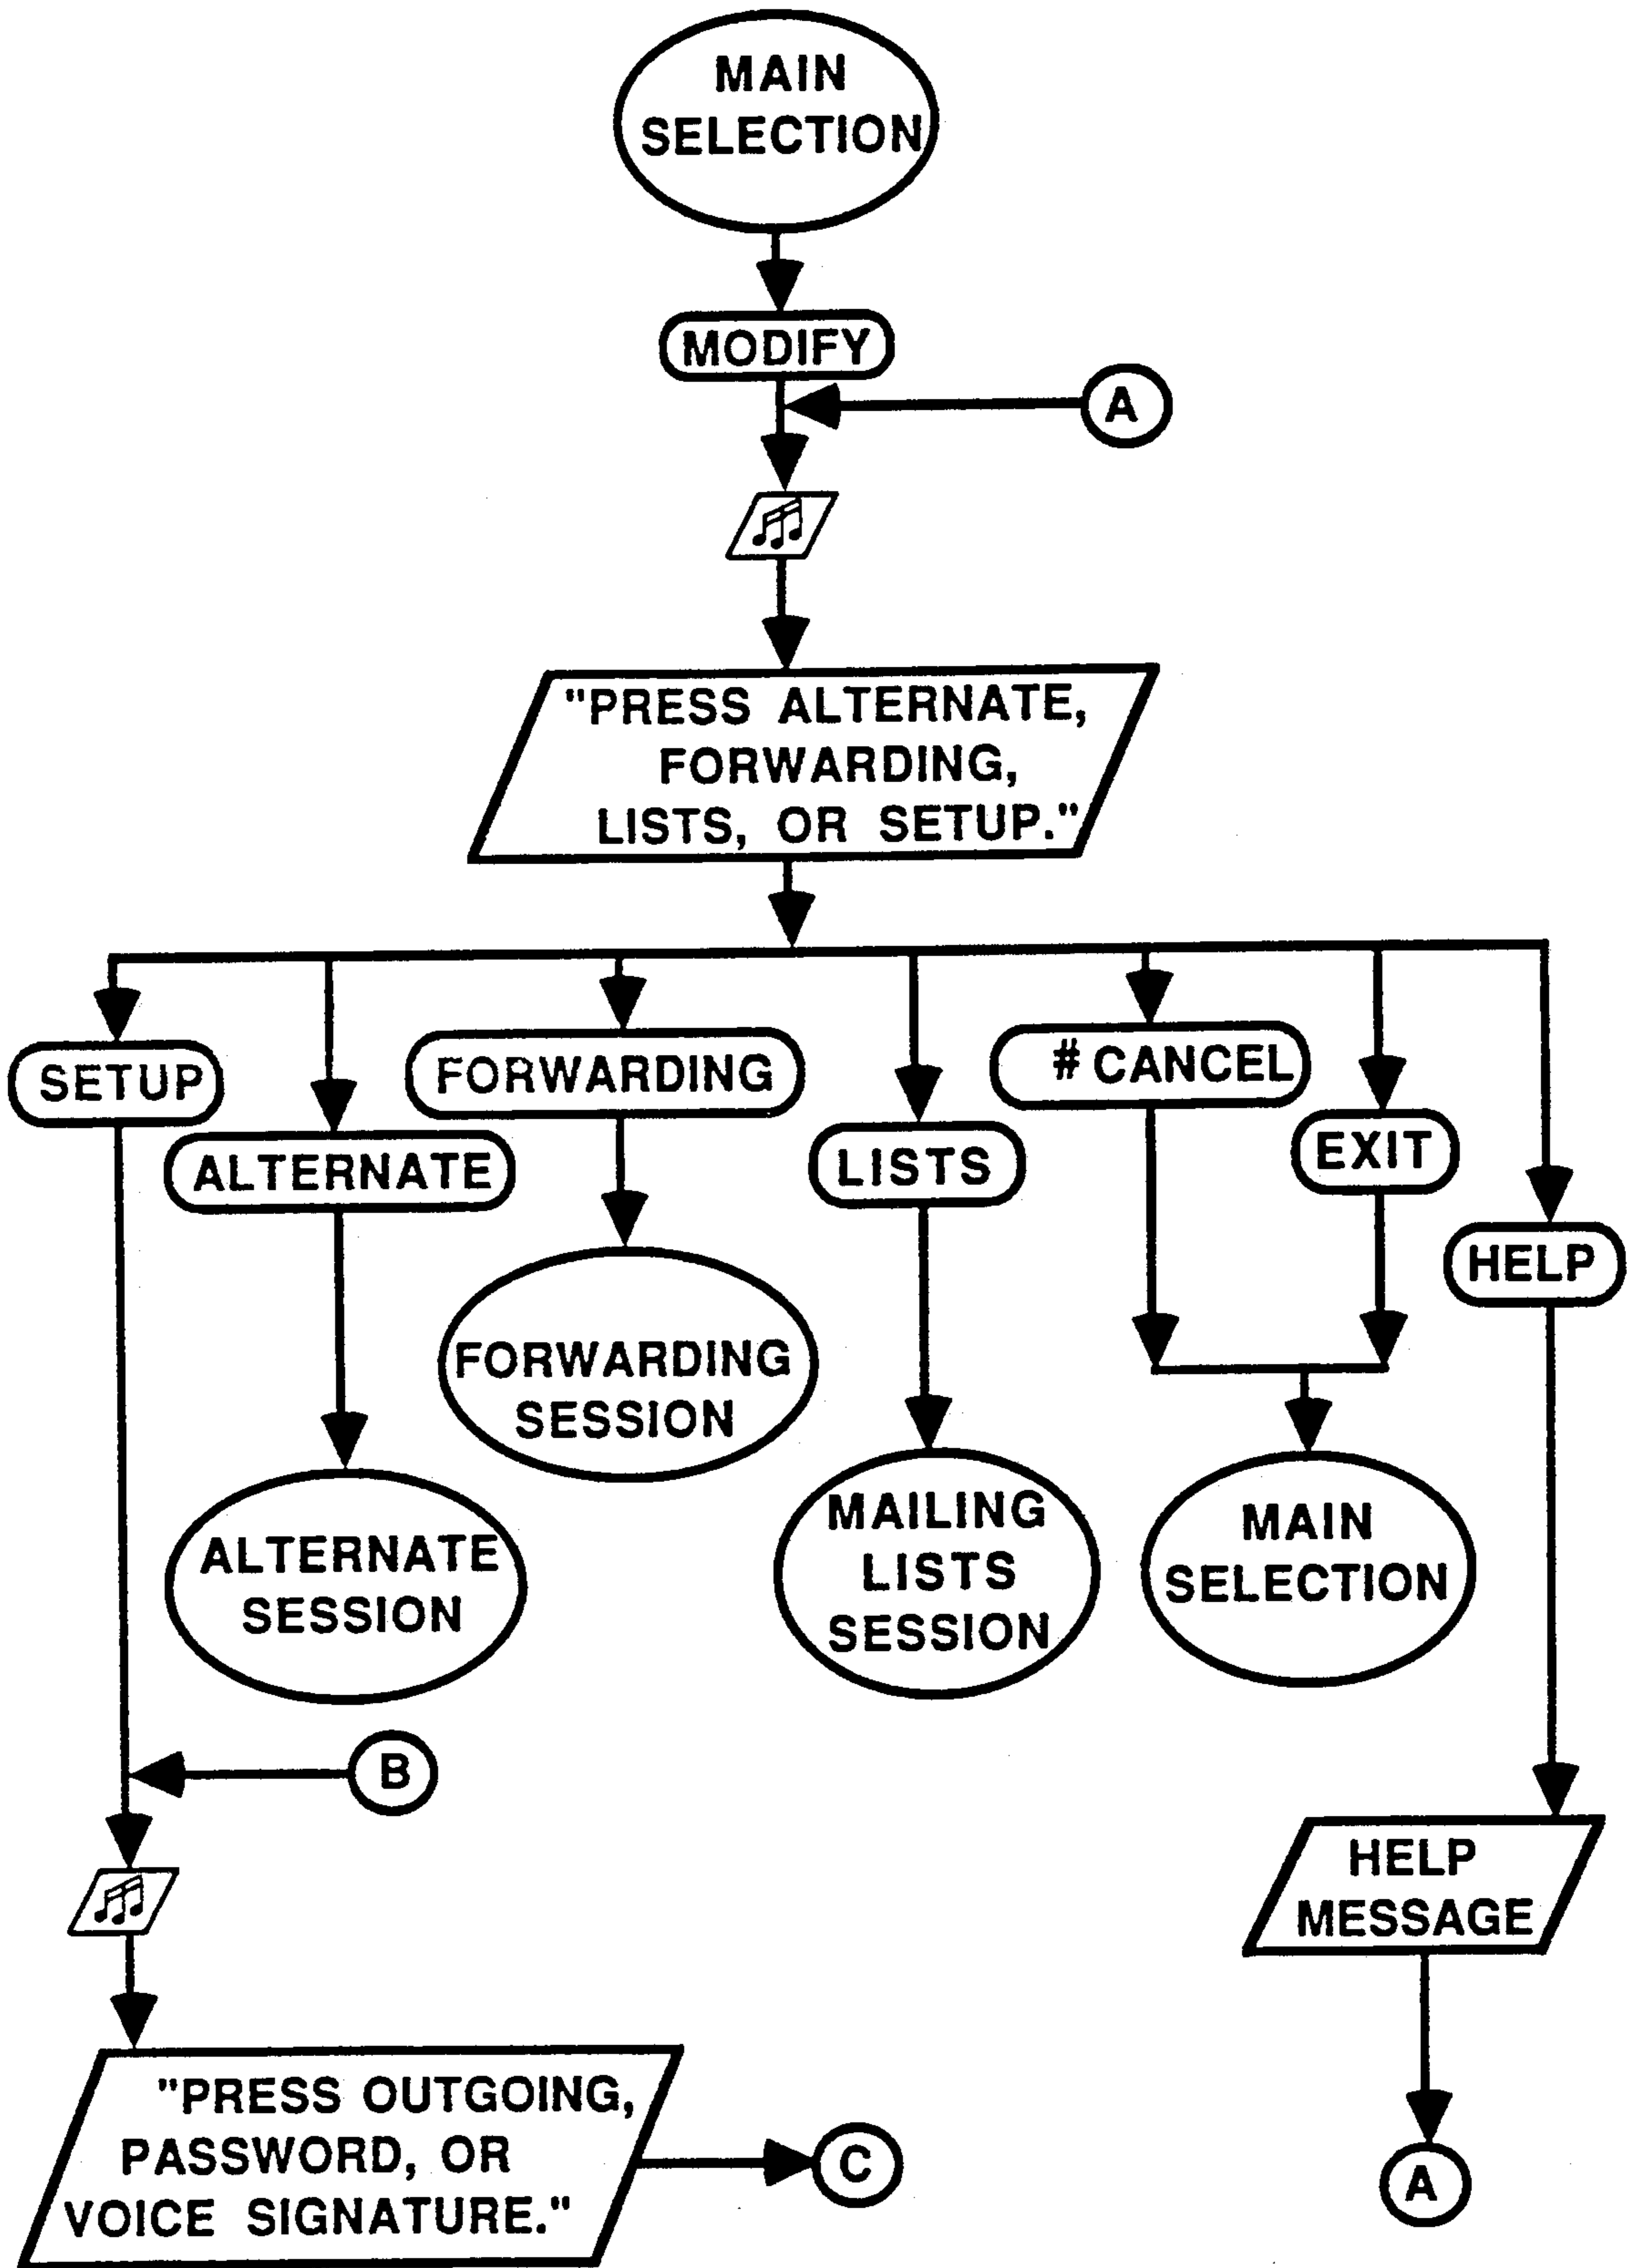 MAIN
SELECTION
MODIFY
A
"PRESS ALTERNATE,
FORWARDING,
LISTS, OR SETUP."
SETUP
ALTERNATE
FORWARDING
LISTS
# CANCEL
EXIT
HELP
FORWARDING
SESSION
ALTERNATE
SESSION
MAILING
LISTS
SESSION
MAIN
SELECTION
B
HELP
MESSAGE
"PRESS OUTGOING,
PASSWORD, OR
VOICE SIGNATURE."
C
A